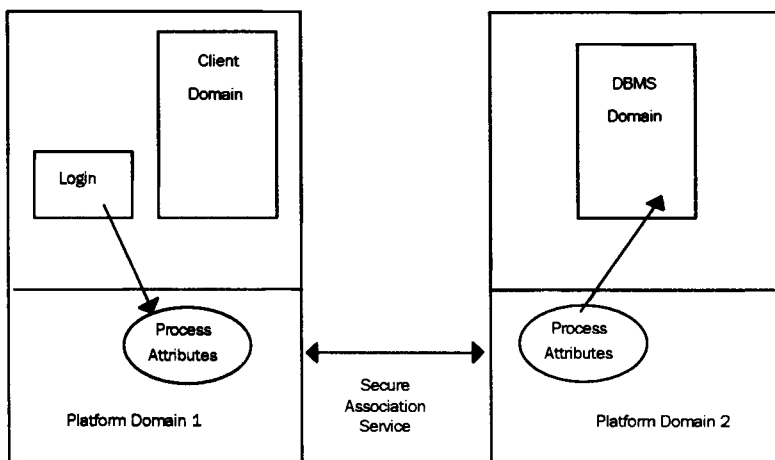 Client
Domain
Login
Process
Attributes
Platform Domain 1
Secure
Association
Service
DBMS
Domain
Process
Attributes
Platform Domain 2